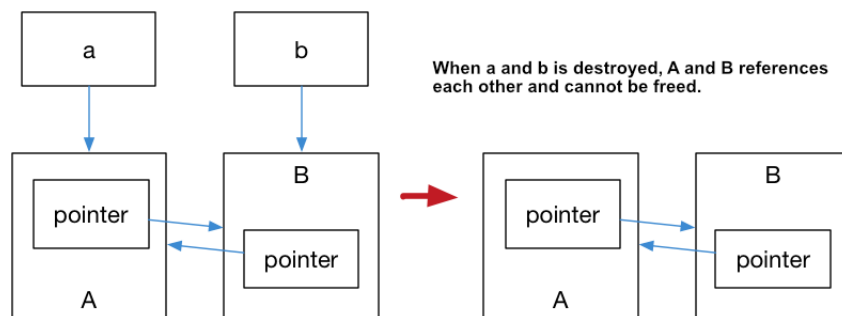 a
b
When a and b is destroyed, A and B references
each other and cannot be freed.
B
pointer
pointer
A
B
pointer
pointer
A